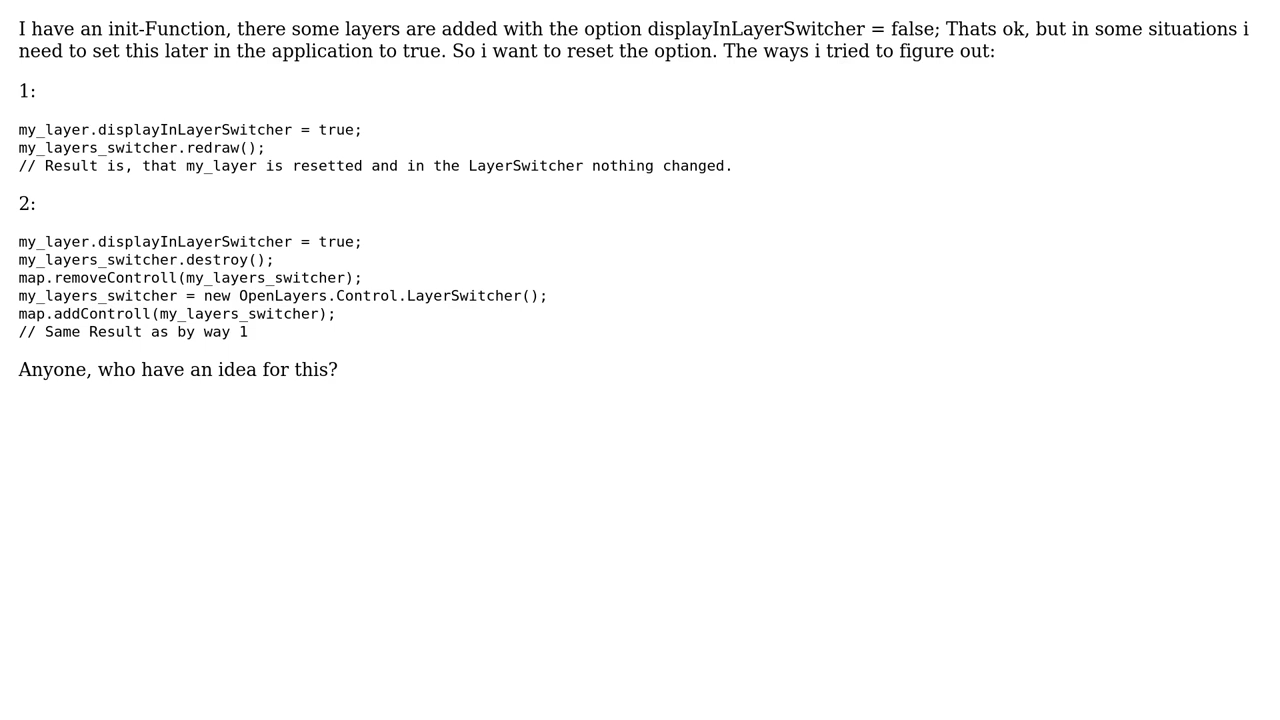 I have an init-Function, there some layers are added with the option displayInLayerSwitcher = false; Thats ok, but in some situations i
need to set this later in the application to true. So i want to reset the option. The ways i tried to figure out:
1:
my_layer.displayInLayerSwitcher = true;
my_layers_switcher.redraw();
// Result is, that my_layer is resetted and in the LayerSwitcher nothing changed.
2:
my_layer.displayInLayerSwitcher = true;
my_layers_switcher.destroy();
map.removeControll(my_layers_switcher);
my_layers_switcher = new OpenLayers.Control.LayerSwitcher();
map.addControll(my_layers_switcher);
// Same Result as by way 1
Anyone, who have an idea for this?